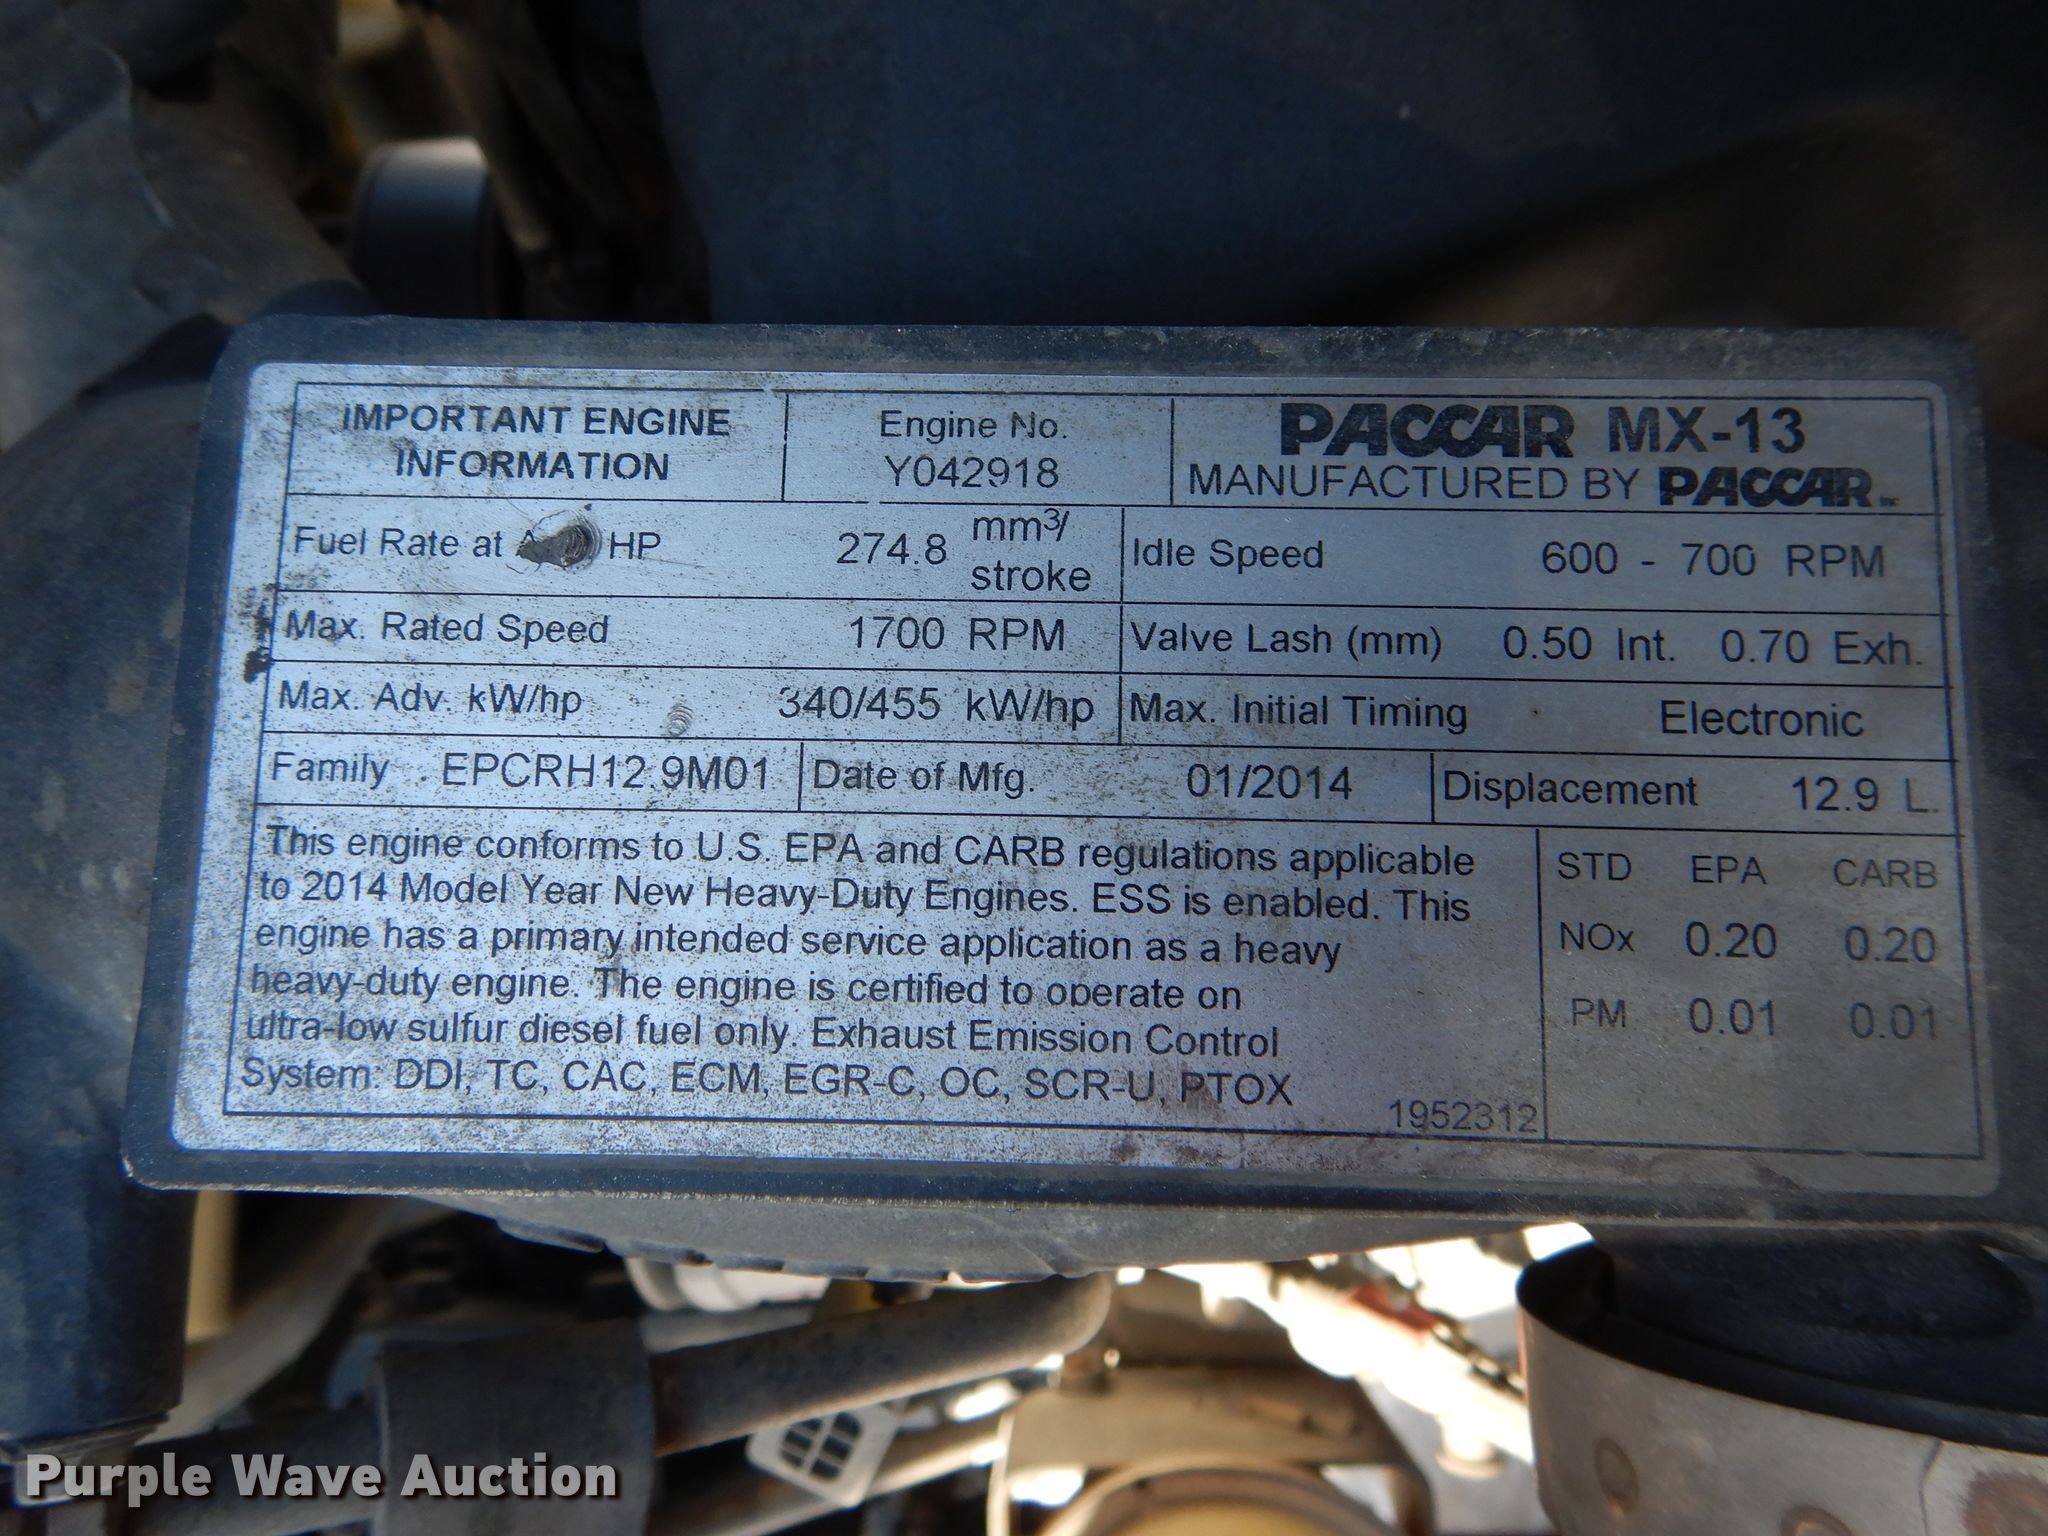 IMPORTANT ENGINE
INFORMATION
Engine No.
Y042918
PACCAR MX-13
MANUFACTURED BY PACCAR Inc
Fuel Rate at HP 274.8 mm³/
stroke
Idle Speed 600 - 700 RPM
Max. Rated Speed 1700 RPM
Valve Lash (mm) 0.50 Int. 0.70 Exh.
Max. Adv. kW/hp 340/455 kW/hp
Max. Initial Timing Electronic
Family EPCRH12.9M01
Date of Mfg. 01/2014
Displacement 12.9 L.
This engine conforms to U.S. EPA and CARB regulations applicable
to 2014 Model Year New Heavy-Duty Engines. ESS is enabled. This
engine has a primary intended service application as a heavy
heavy-duty engine. The engine is certified to operate on
ultra-low sulfur diesel fuel only. Exhaust Emission Control
System: DDI, TC, CAC, ECM, EGR-C, OC, SCR-U, PTOX
1952312
STD EPA CARB
NOx 0.20 0.20
PM 0.01 0.01
Purple Wave Auction